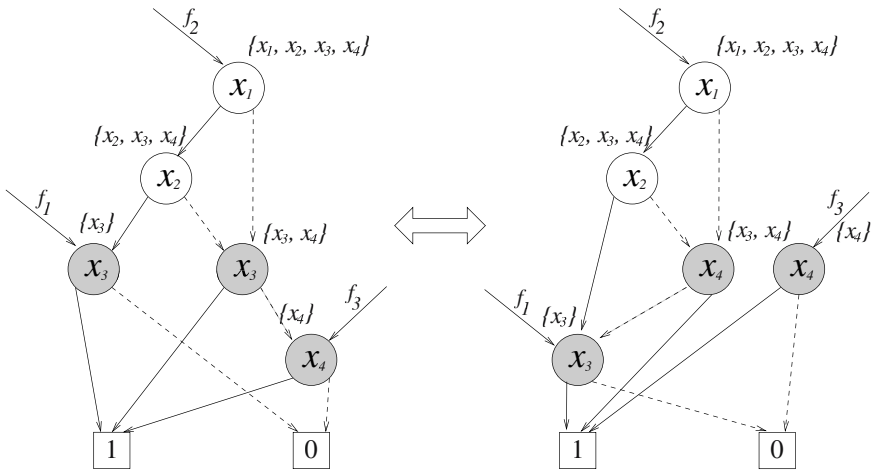 f₂ f₂
{x₁, x₂, x₃, x₄} {x₁, x₂, x₃, x₄}
x₁ x₁
{x₂, x₃, x₄} {x₂, x₃, x₄}
x₂ x₂
f₁ {x₃} {x₃, x₄} {x₃, x₄} f₃ {x₄}
x₃ x₃ x₄ x₄
{x₄} f₃ f₁ {x₃}
x₄ x₃
1 0 1 0